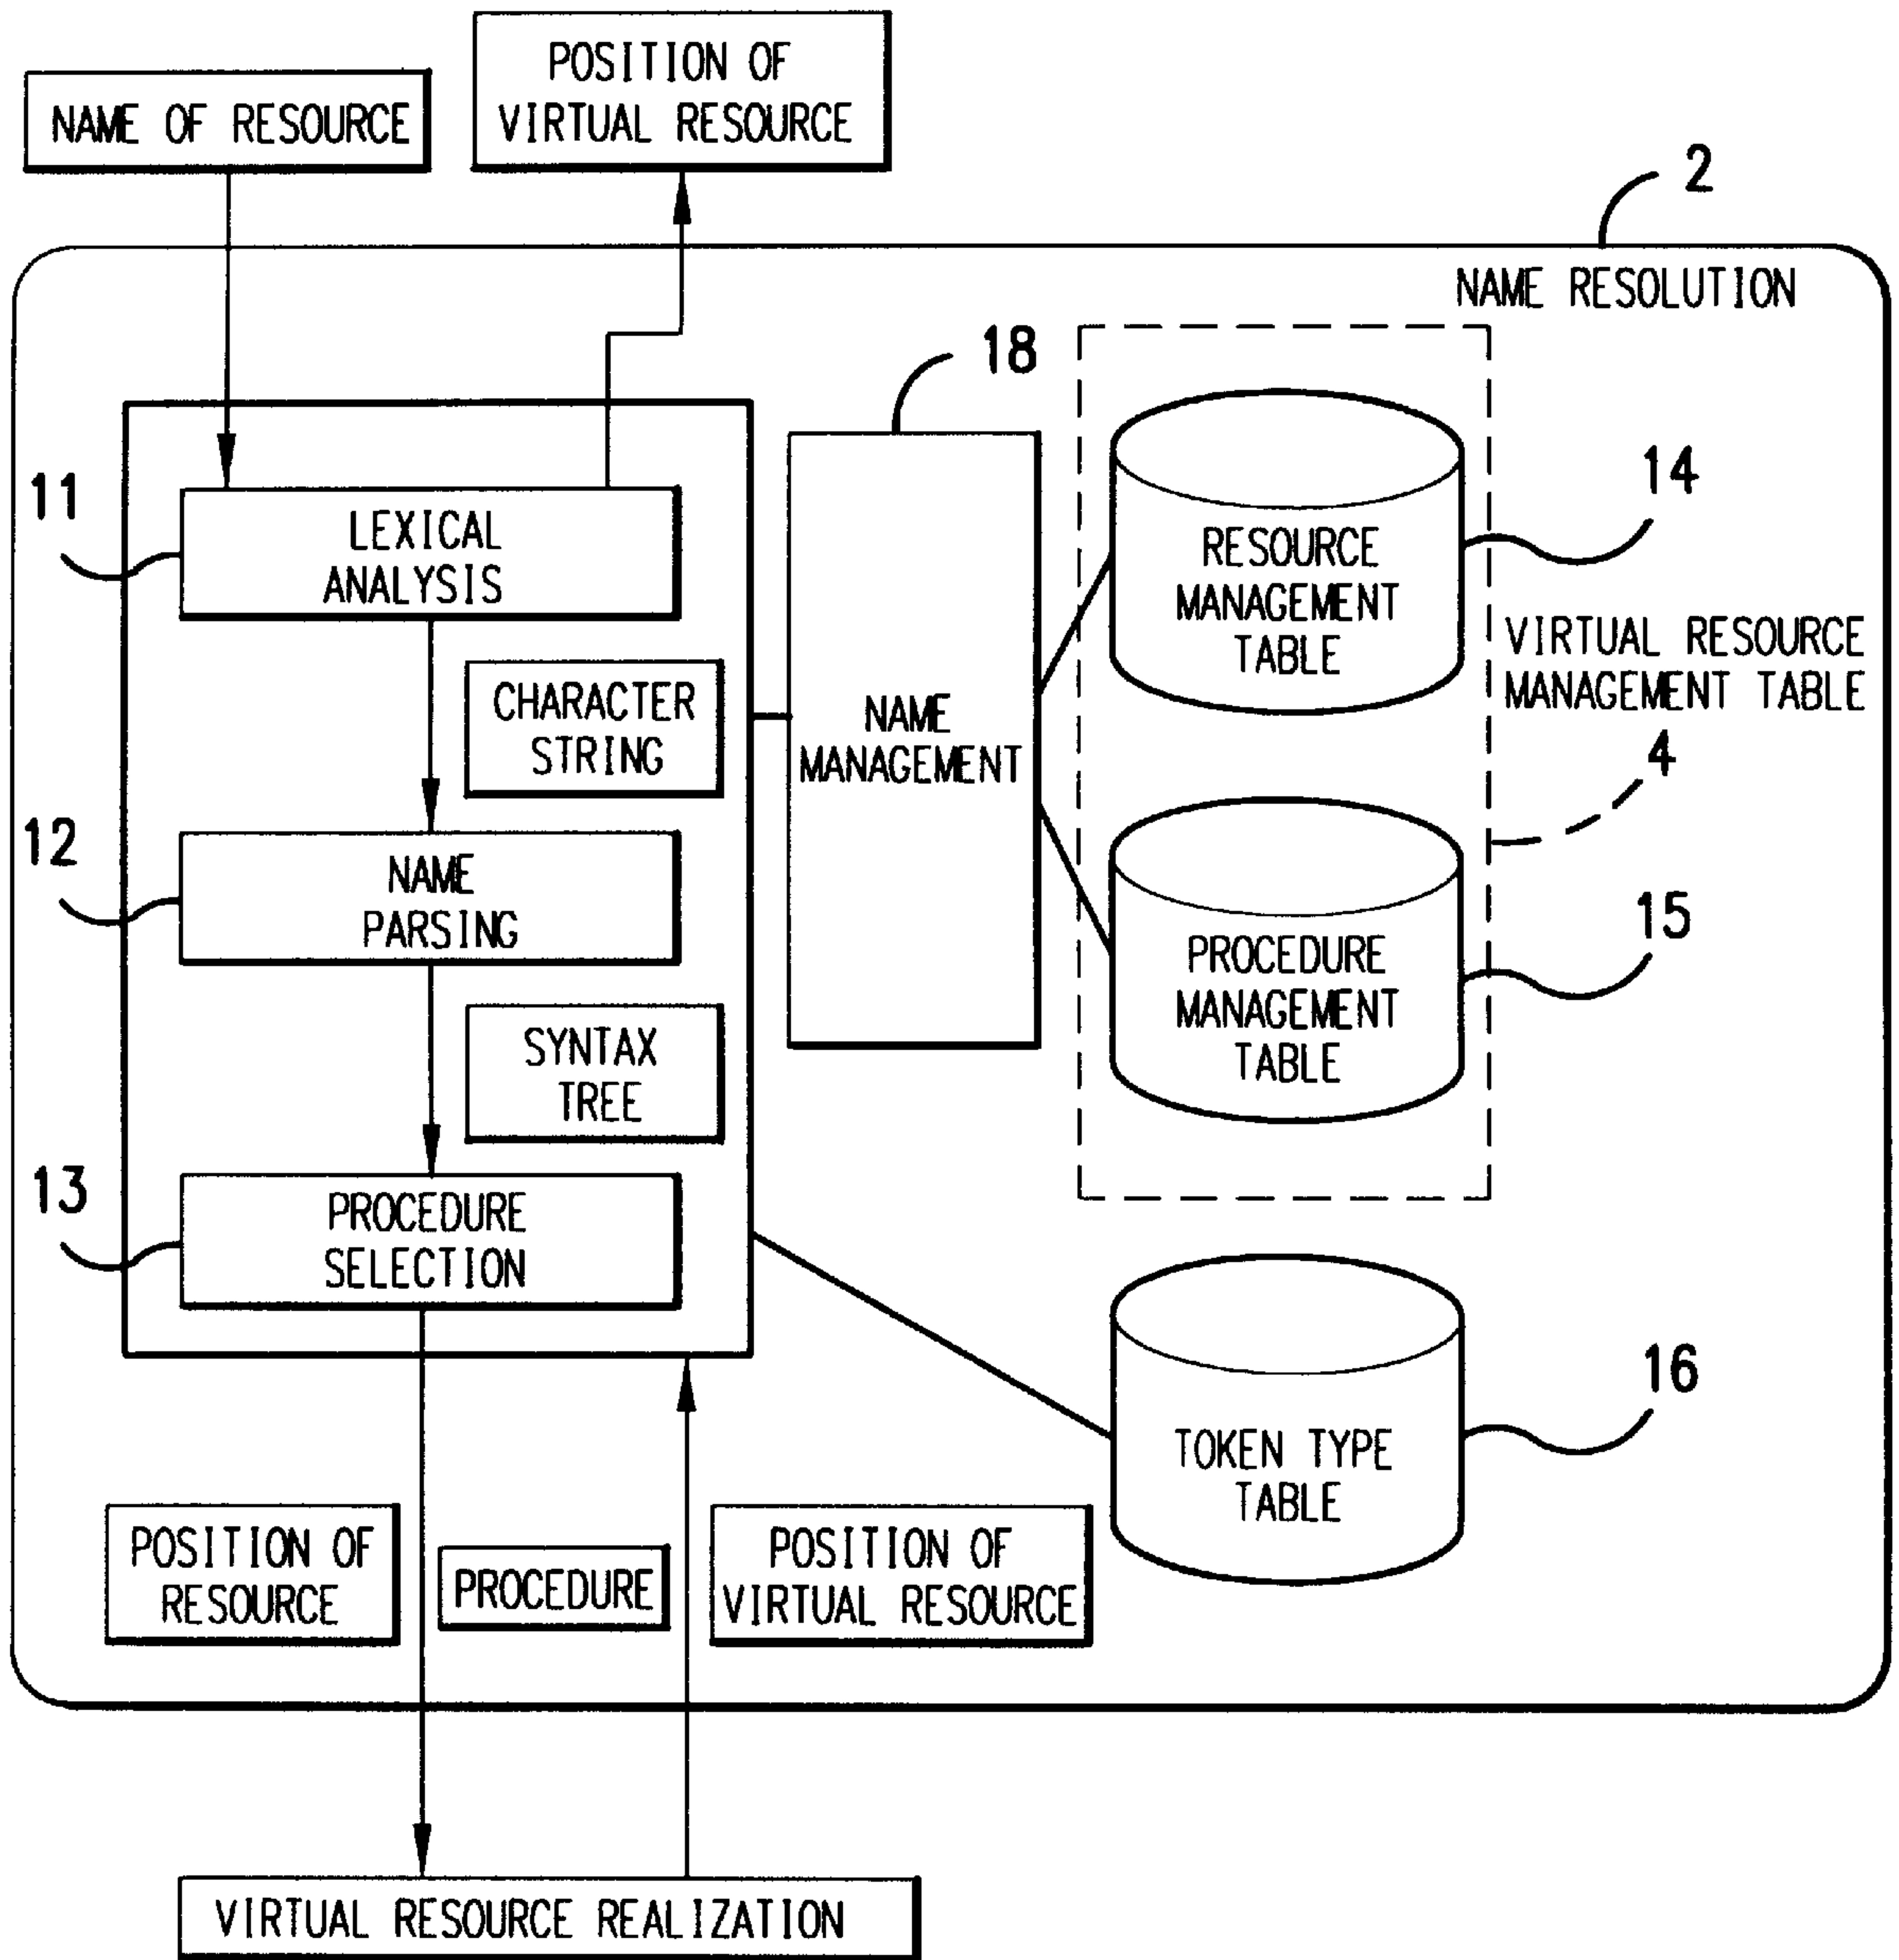 NAME OF RESOURCE
POSITION OF
VIRTUAL RESOURCE
2
NAME RESOLUTION
18
11
LEXICAL
ANALYSIS
CHARACTER
STRING
12
NAME
PARSING
SYNTAX
TREE
13
PROCEDURE
SELECTION
NAME
MANAGEMENT
RESOURCE
MANAGEMENT
TABLE
14
VIRTUAL RESOURCE
MANAGEMENT TABLE
4
PROCEDURE
MANAGEMENT
TABLE
15
TOKEN TYPE
TABLE
16
POSITION OF
RESOURCE
PROCEDURE
POSITION OF
VIRTUAL RESOURCE
VIRTUAL RESOURCE REALIZATION